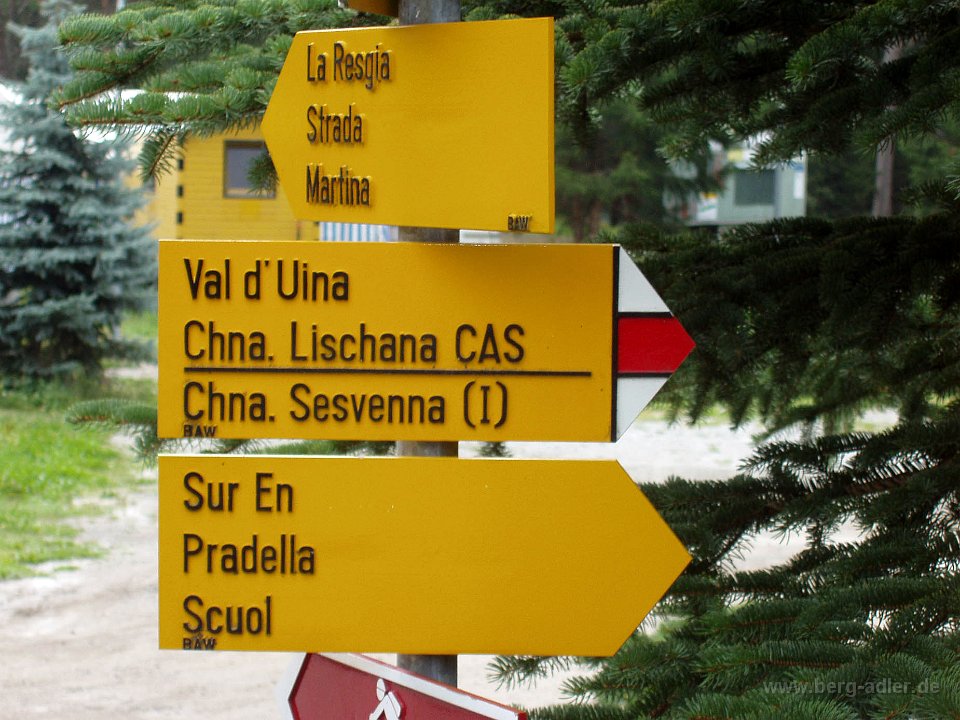 La Resgia
Strada
Martina
BAW
Val d'Uina
Chna. Lischana CAS
Chna. Sesvenna (I)
BAW
Sur En
Pradella
Scuol
BAW
www.berg-adler.de